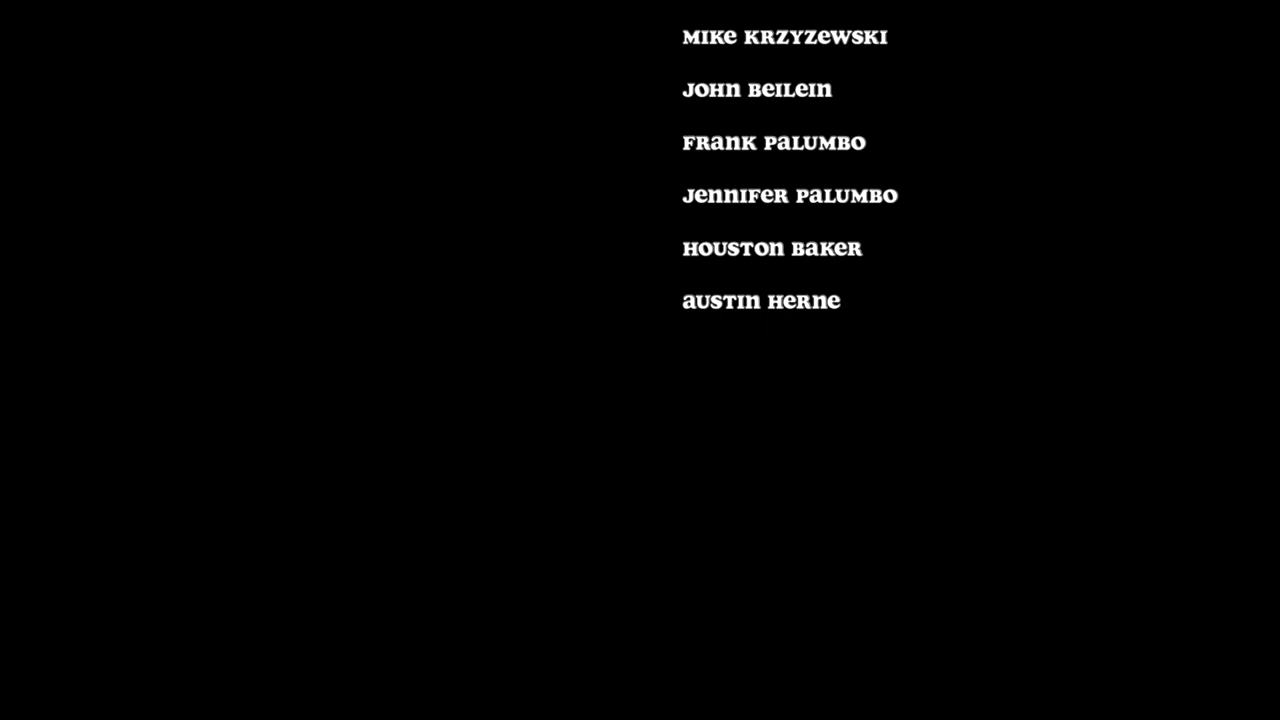 MIKE KRZYZEWSKI
JOHN BEILEIN
FRANK PALUMBO
JENNIFER PALUMBO
HOUSTON BAKER
AUSTIN HERNE